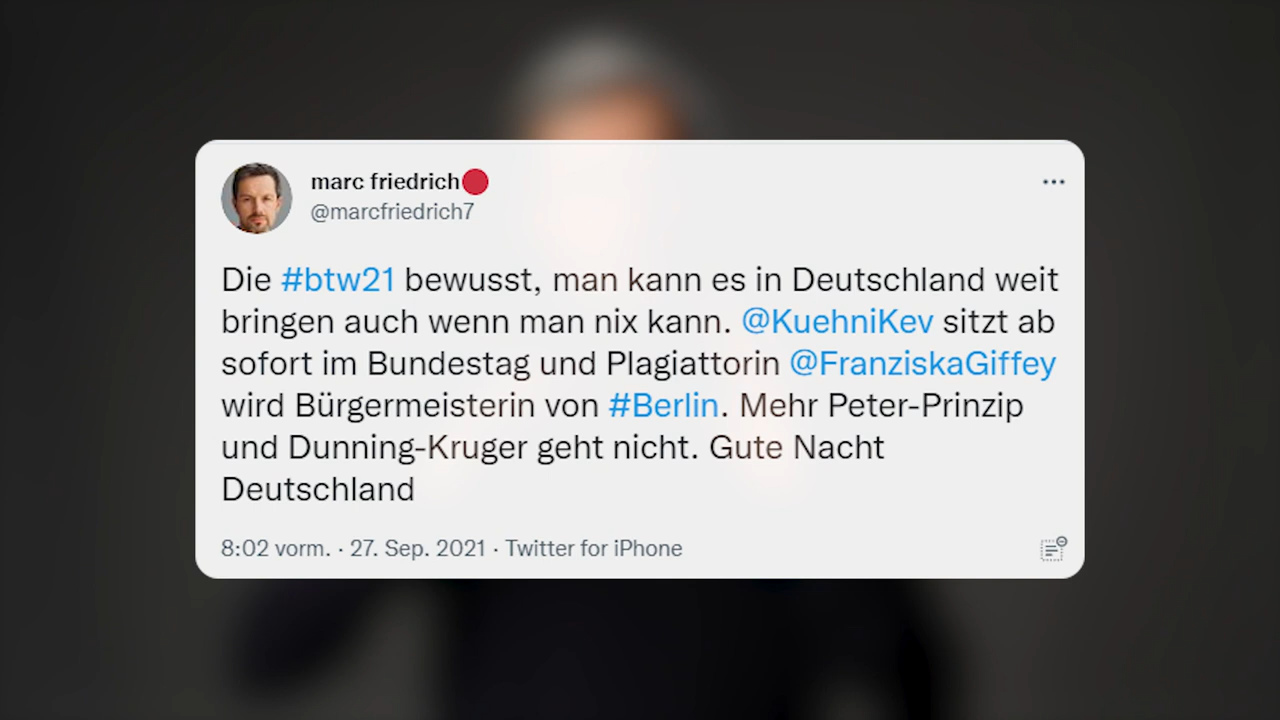 marc friedrich🔴
@marcfriedrich7
Die #btw21 bewusst, man kann es in Deutschland weit
bringen auch wenn man nix kann. @KuehniKev sitzt ab
sofort im Bundestag und Plagiattorin @FranziskaGiffey
wird Bürgermeisterin von #Berlin. Mehr Peter-Prinzip
und Dunning-Kruger geht nicht. Gute Nacht
Deutschland
8:02 vorm. · 27. Sep. 2021 · Twitter for iPhone